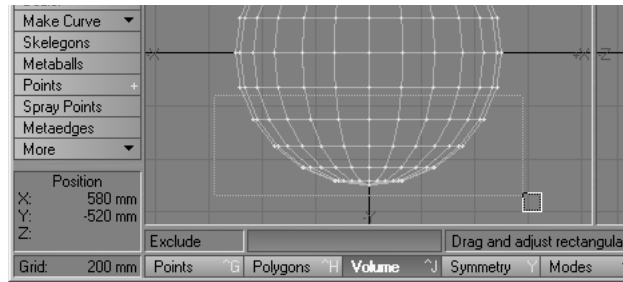 Make Curve
Skelegons
Metaballs
Points +
Spray Points
Metaedges
More
Position
X: 580 mm
Y: -520 mm
Z:
Grid: 200 mm
-X
+X
-Z
-Y
Exclude
Drag and adjust rectangula
Points ^G Polygons ^H Volume ^J Symmetry Y Modes